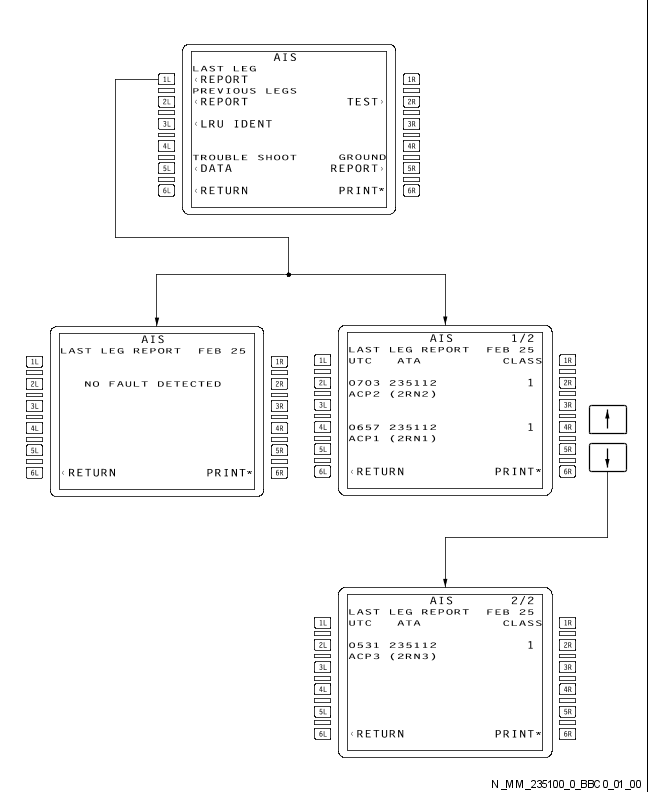 AIS
LAST LEG
1L <REPORT 1R
PREVIOUS LEGS
2L <REPORT TEST> 2R
3L <LRU IDENT 3R
4L 4R
TROUBLE SHOOT GROUND
5L <DATA REPORT> 5R
6L <RETURN PRINT* 6R
AIS
LAST LEG REPORT FEB 25
1L 1R
2L NO FAULT DETECTED 2R
3L 3R
4L 4R
5L 5R
6L <RETURN PRINT* 6R
AIS 1/2
LAST LEG REPORT FEB 25
1L UTC ATA CLASS 1R
2L 0703 235112 1 2R
ACP2 (2RN2)
3L 3R
4L 0657 235112 1 4R
ACP1 (2RN1)
5L 5R
6L <RETURN PRINT* 6R
↑
↓
AIS 2/2
LAST LEG REPORT FEB 25
1L UTC ATA CLASS 1R
2L 0531 235112 1 2R
ACP3 (2RN3)
3L 3R
4L 4R
5L 5R
6L <RETURN PRINT* 6R
N_MM_235100_0_BBC0_01_00